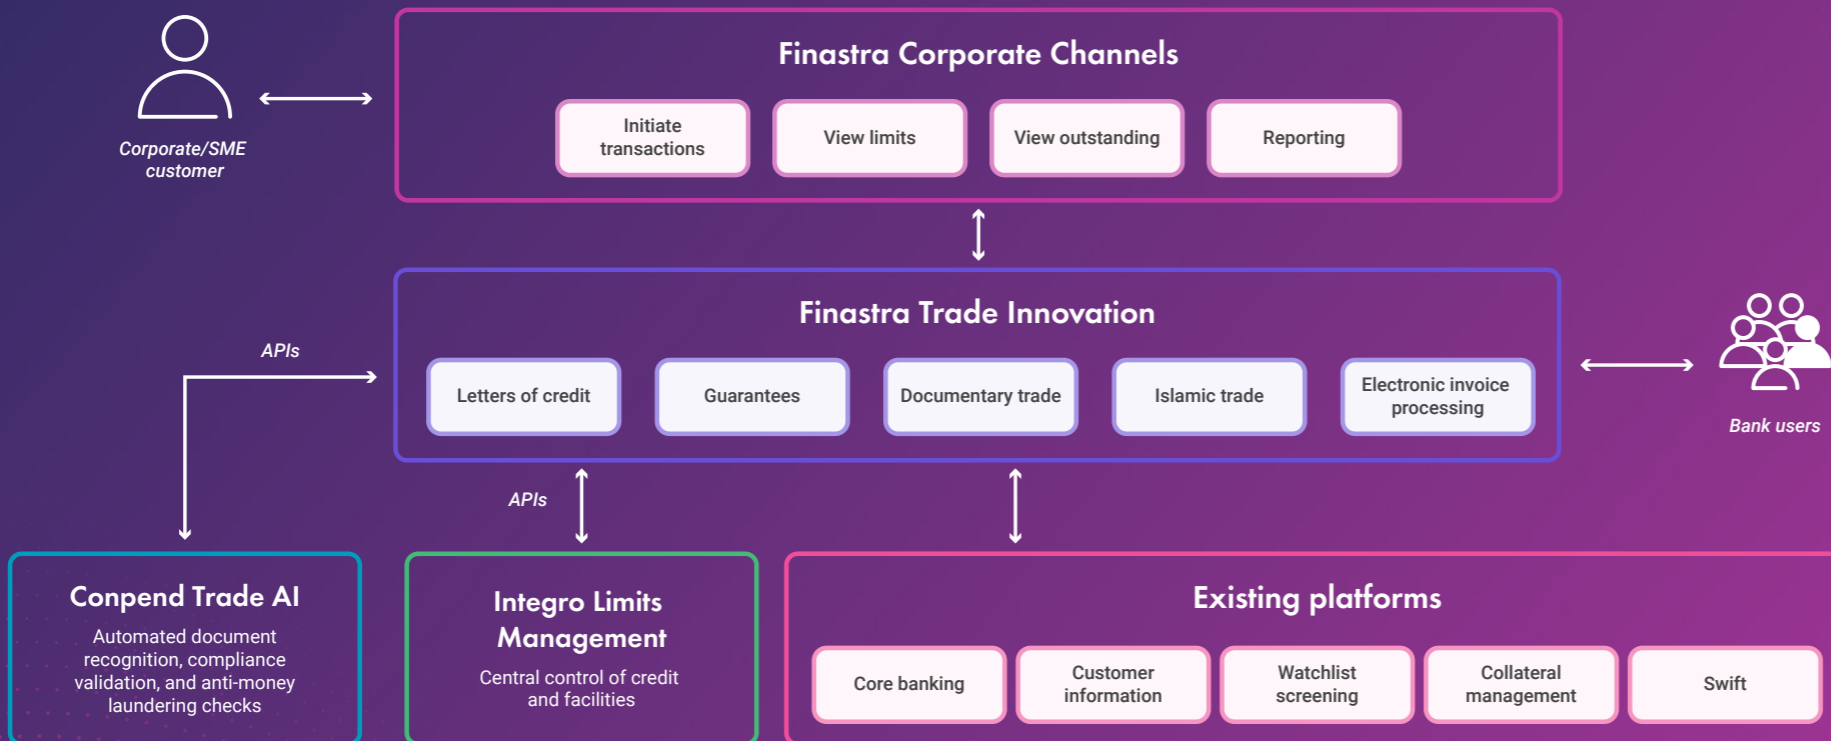 Finastra Corporate Channels
Initiate
transactions
View limits
View outstanding
Reporting
Corporate/SME
customer
Finastra Trade Innovation
APIs
Letters of credit
Guarantees
Documentary trade
Islamic trade
Electronic invoice
processing
Bank users
APIs
Conpend Trade AI
Automated document
recognition, compliance
validation, and anti-money
laundering checks
Integro Limits
Management
Central control of credit
and facilities
Existing platforms
Core banking
Customer
information
Watchlist
screening
Collateral
management
Swift